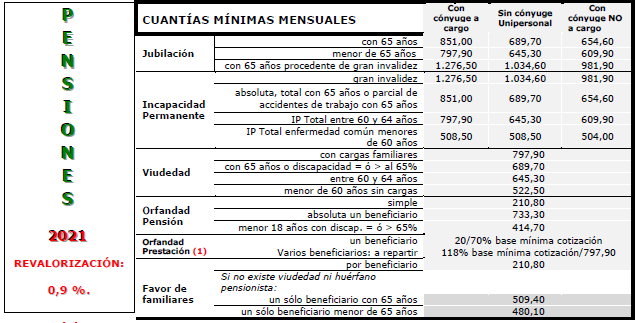 P
E
N
S
I
O
N
E
S
2021
REVALORIZACIÓN:
0,9 %.
CUANTÍAS MÍNIMAS MENSUALES
Con cónyuge a cargo
Sin cónyuge Unipersonal
Con cónyuge NO a cargo
Jubilación
con 65 años 851,00 689,70 654,60
menor de 65 años 797,90 645,30 609,90
con 65 años procedente de gran invalidez 1.276,50 1.034,60 981,90
Incapacidad Permanente
gran invalidez 1.276,50 1.034,60 981,90
absoluta, total con 65 años o parcial de accidentes de trabajo con 65 años 851,00 689,70 654,60
IP Total entre 60 y 64 años 797,90 645,30 609,90
IP Total enfermedad común menores de 60 años 508,50 508,50 504,00
Viudedad
con cargas familiares 797,90
con 65 años o discapacidad = ó > al 65% 689,70
entre 60 y 64 años 645,30
menor de 60 años sin cargas 522,50
Orfandad Pensión
simple 210,80
absoluta un beneficiario 733,30
menor 18 años con discap. = ó > 65% 414,70
Orfandad Prestación (1)
un beneficiario 20/70% base mínima cotización
Varios beneficiarios: a repartir 118% base mínima cotización/797,90
Favor de familiares
por beneficiario 210,80
Si no existe viudedad ni huérfano pensionista:
un sólo beneficiario con 65 años 509,40
un sólo beneficiario menor de 65 años 480,10